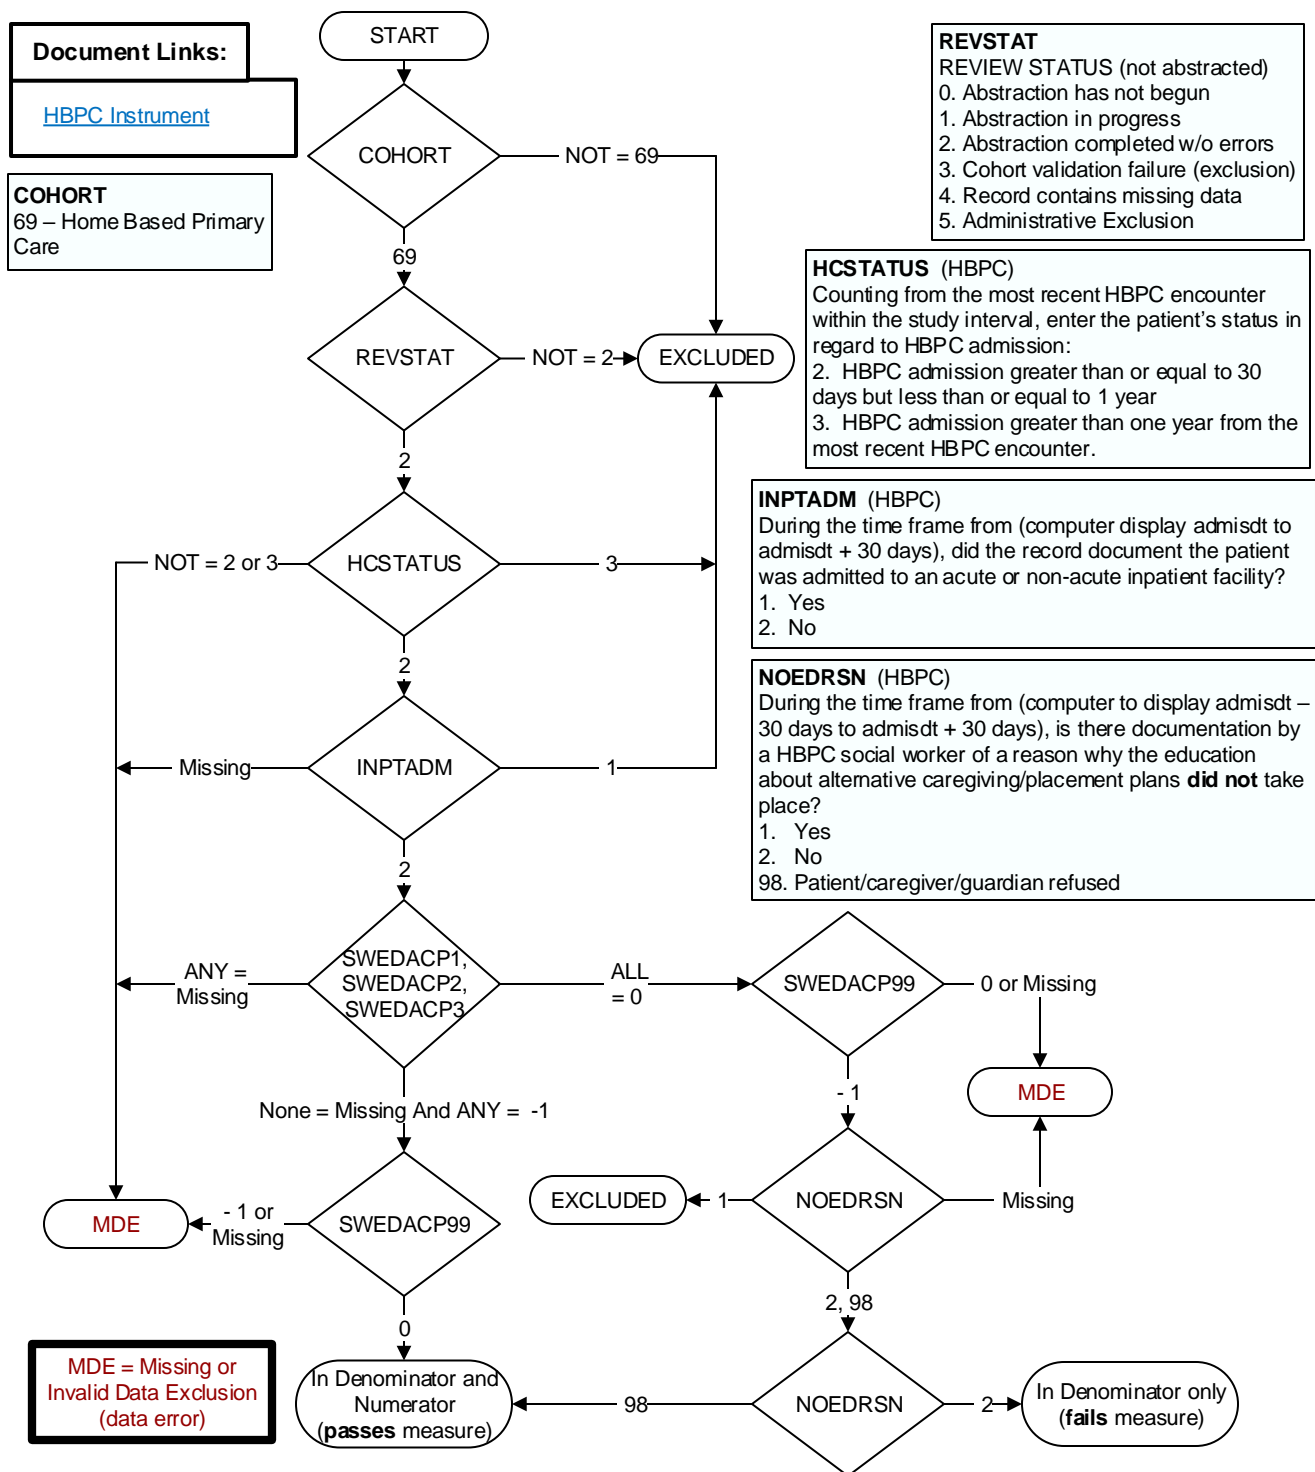 START
Document Links:
HBPC Instrument
COHORT
69 – Home Based Primary
Care
REVSTAT
REVIEW STATUS (not abstracted)
0. Abstraction has not begun
1. Abstraction in progress
2. Abstraction completed w/o errors
3. Cohort validation failure (exclusion)
4. Record contains missing data
5. Administrative Exclusion
COHORT
NOT = 69
69
REVSTAT
NOT = 2
EXCLUDED
2
HCSTATUS (HBPC)
Counting from the most recent HBPC encounter
within the study interval, enter the patient's status in
regard to HBPC admission:
2. HBPC admission greater than or equal to 30
days but less than or equal to 1 year
3. HBPC admission greater than one year from the
most recent HBPC encounter.
NOT = 2 or 3
HCSTATUS
3
2
INPTADM (HBPC)
During the time frame from (computer display admisdt to
admisdt + 30 days), did the record document the patient
was admitted to an acute or non-acute inpatient facility?
1. Yes
2. No
Missing
INPTADM
1
2
NOEDRSN (HBPC)
During the time frame from (computer to display admisdt –
30 days to admisdt + 30 days), is there documentation by
a HBPC social worker of a reason why the education
about alternative caregiving/placement plans did not take
place?
1. Yes
2. No
98. Patient/caregiver/guardian refused
ANY =
Missing
SWEDACP1,
SWEDACP2,
SWEDACP3
ALL
= 0
SWEDACP99
0 or Missing
MDE
- 1
None = Missing And ANY = -1
MDE
- 1 or
Missing
SWEDACP99
0
EXCLUDED
1
NOEDRSN
Missing
2, 98
MDE = Missing or
Invalid Data Exclusion
(data error)
In Denominator and
Numerator
(passes measure)
98
NOEDRSN
2
In Denominator only
(fails measure)